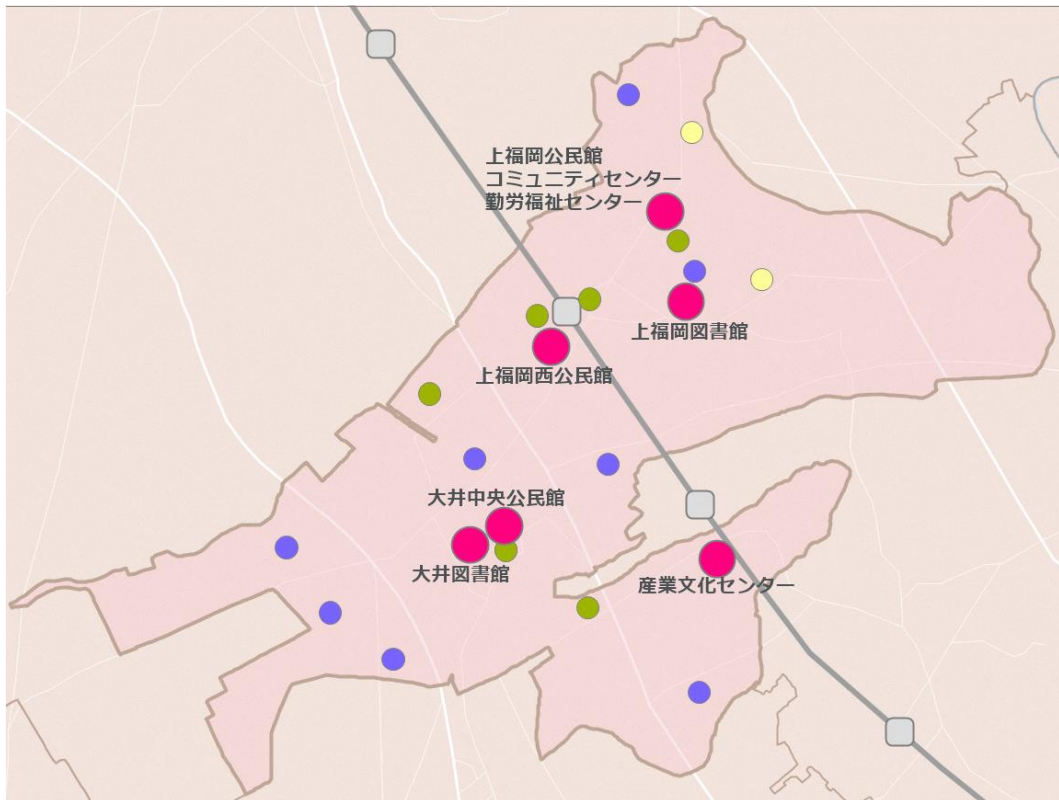 上福岡公民館
コミュニティセンター
勤労福祉センター
上福岡図書館
上福岡西公民館
大井中央公民館
大井図書館
産業文化センター